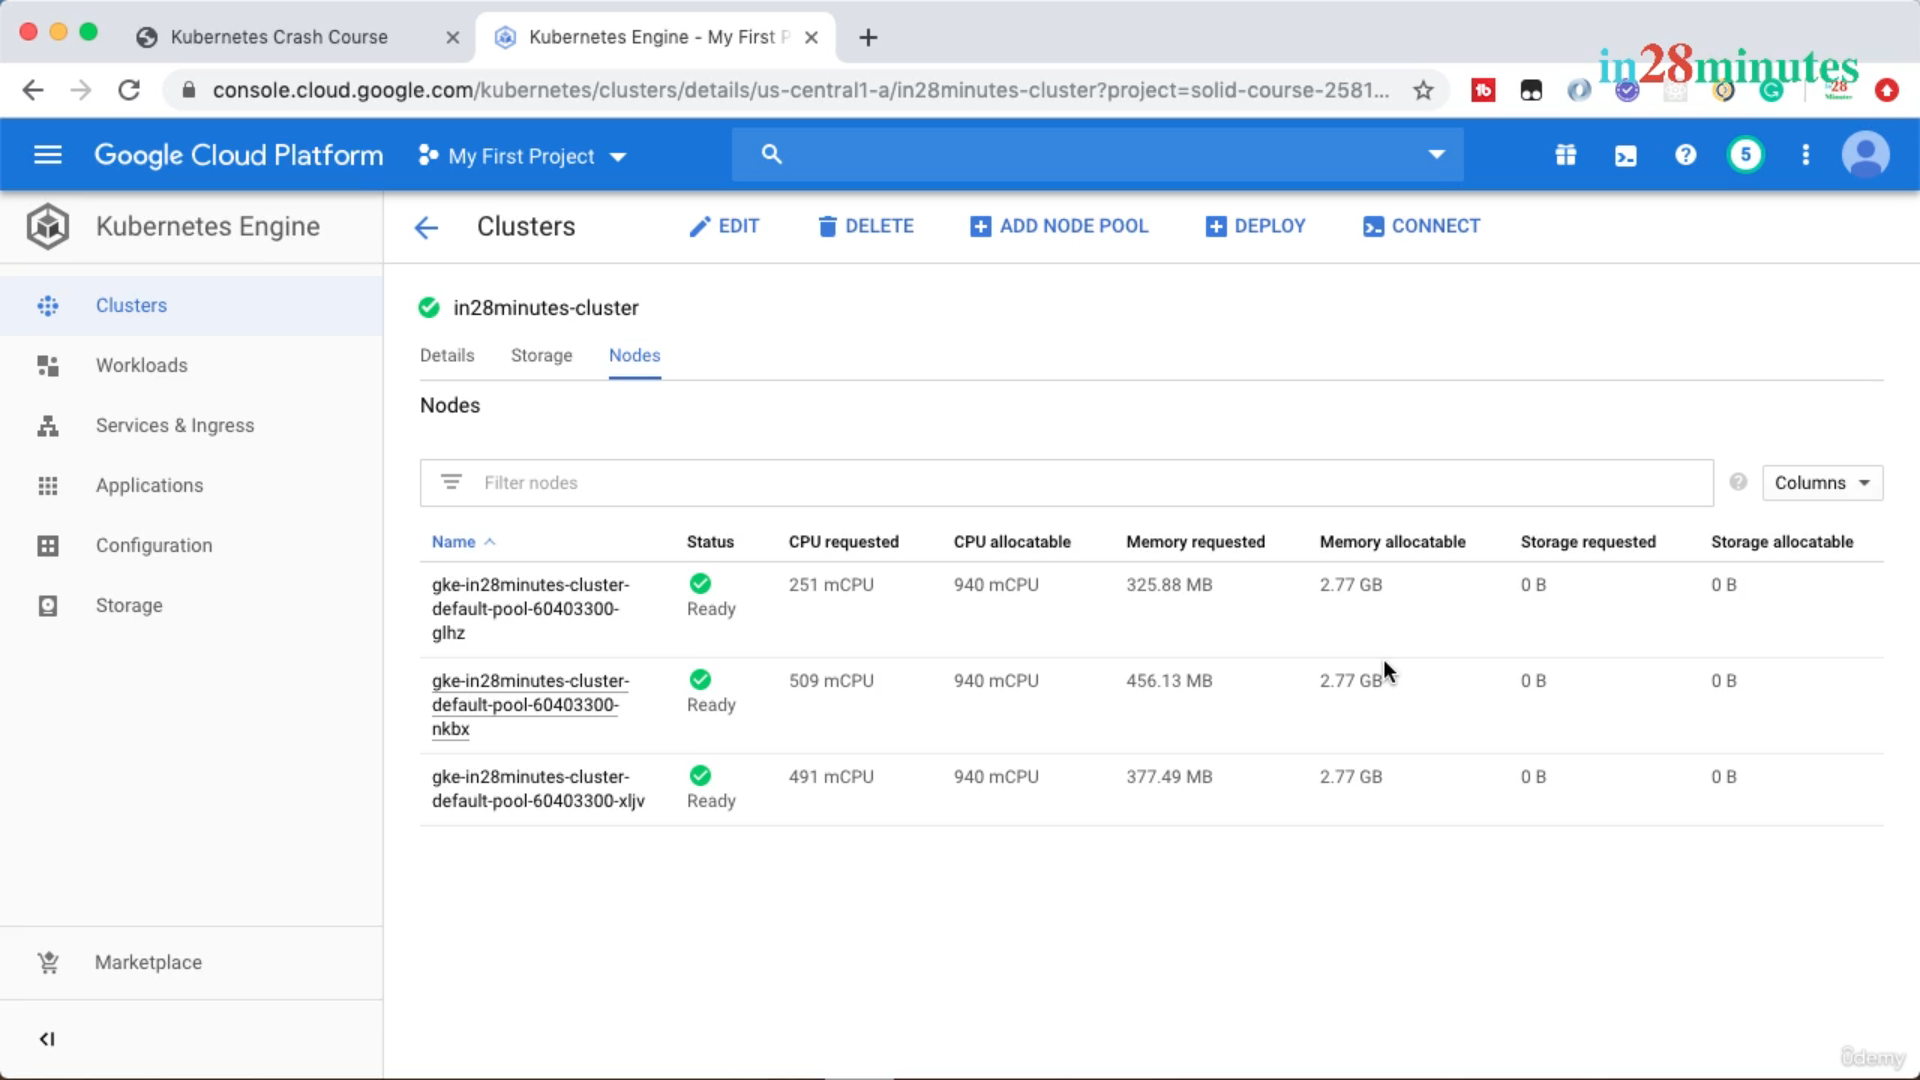 Kubernetes Crash Course
Kubernetes Engine - My First P
in28minutes
console.cloud.google.com/kubernetes/clusters/details/us-central1-a/in28minutes-cluster?project=solid-course-2581...
Google Cloud Platform
My First Project
5
Kubernetes Engine
Clusters
EDIT
DELETE
ADD NODE POOL
DEPLOY
CONNECT
Clusters
Workloads
Services & Ingress
Applications
Configuration
Storage
Marketplace
in28minutes-cluster
Details Storage Nodes
Nodes
Filter nodes
Columns
Name Status CPU requested CPU allocatable Memory requested Memory allocatable Storage requested Storage allocatable
gke-in28minutes-cluster-
default-pool-60403300-
glhz
Ready
251 mCPU 940 mCPU 325.88 MB 2.77 GB 0 B 0 B
gke-in28minutes-cluster-
default-pool-60403300-
nkbx
Ready
509 mCPU 940 mCPU 456.13 MB 2.77 GB 0 B 0 B
gke-in28minutes-cluster-
default-pool-60403300-xljv
Ready
491 mCPU 940 mCPU 377.49 MB 2.77 GB 0 B 0 B
ûdemy